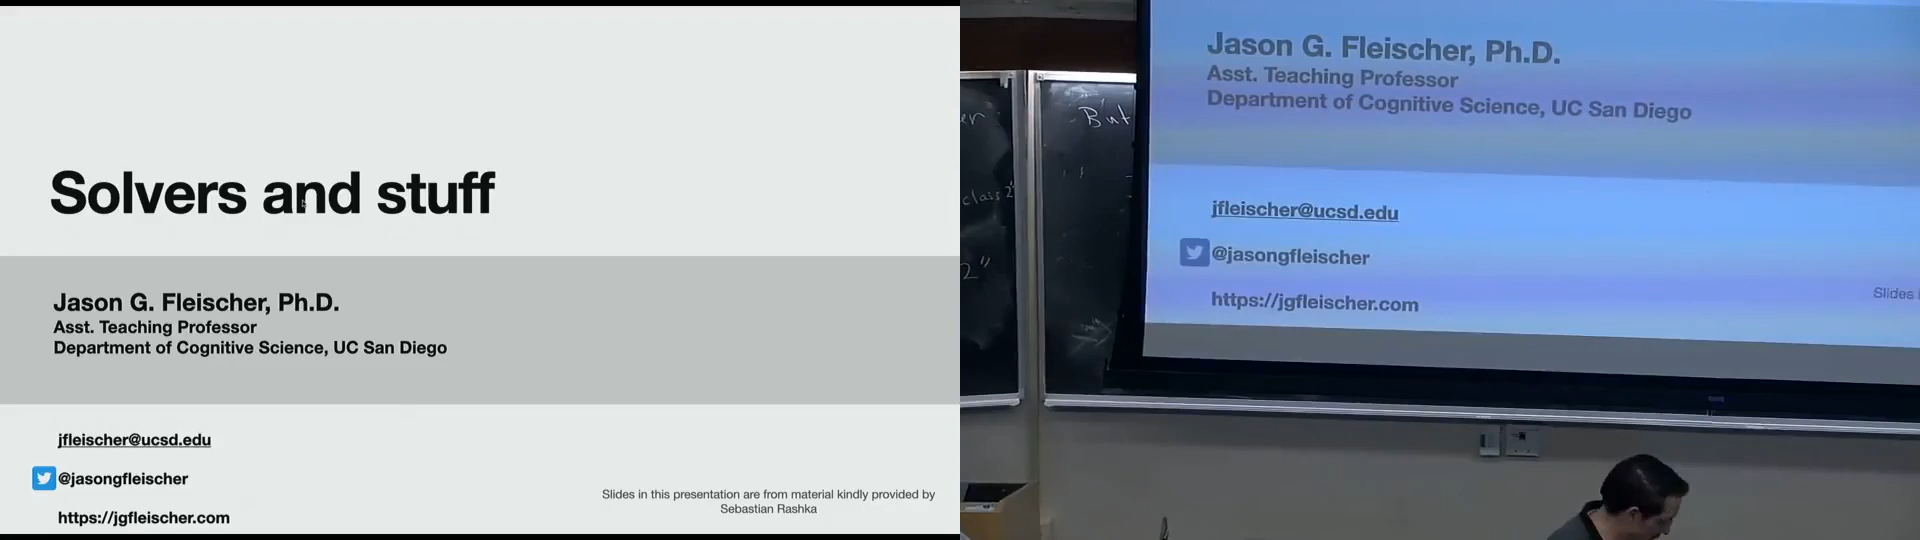 Solvers and stuff
Jason G. Fleischer, Ph.D.
Asst. Teaching Professor
Department of Cognitive Science, UC San Diego
jfleischer@ucsd.edu
@jasongfleischer
https://jgfleischer.com
Slides in this presentation are from material kindly provided by
Sebastian Rashka
But
class 2"
2"
Jason G. Fleischer, Ph.D.
Asst. Teaching Professor
Department of Cognitive Science, UC San Diego
jfleischer@ucsd.edu
@jasongfleischer
https://jgfleischer.com
Slides